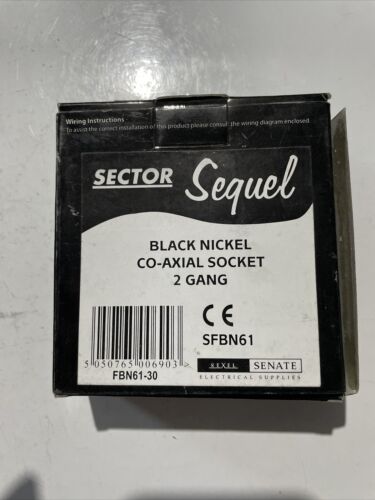 Wiring Instructions
To assist the correct installation of this product please consult the wiring diagram enclosed
SECTOR Sequel
BLACK NICKEL
CO-AXIAL SOCKET
2 GANG
CE
SFBN61
5 050765 006903 >
FBN61-30
REXEL SENATE
ELECTRICAL SUPPLIES